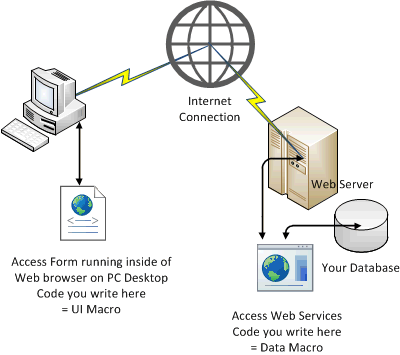 Internet
Connection
Web Server
Your Database
Access Form running inside of
Web browser on PC Desktop
Code you write here
= UI Macro
Access Web Services
Code you write here
= Data Macro